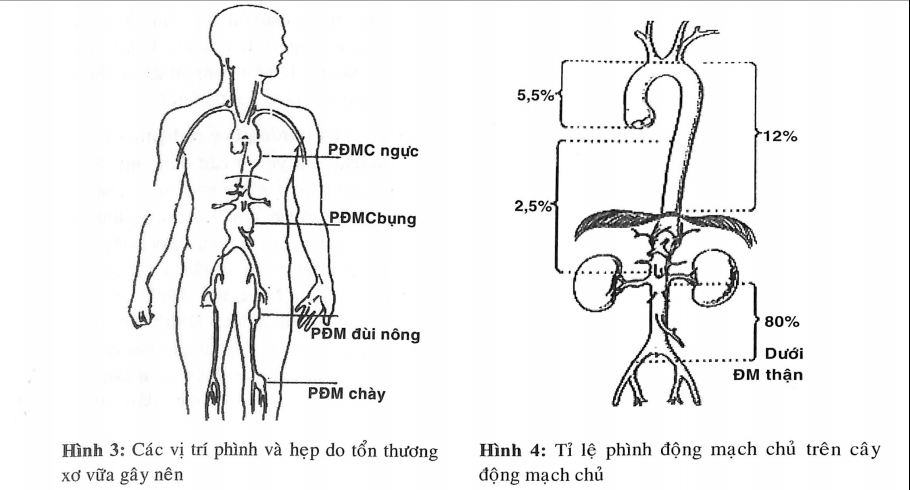 PĐMC ngực
PĐMCbụng
PĐM đùi nông
PĐM chày
Hình 3: Các vị trí phình và hẹp do tổn thương
xơ vữa gây nên
5,5%
12%
2,5%
80%
Dưới
ĐM thận
Hình 4: Tỉ lệ phình động mạch chủ trên cây
động mạch chủ